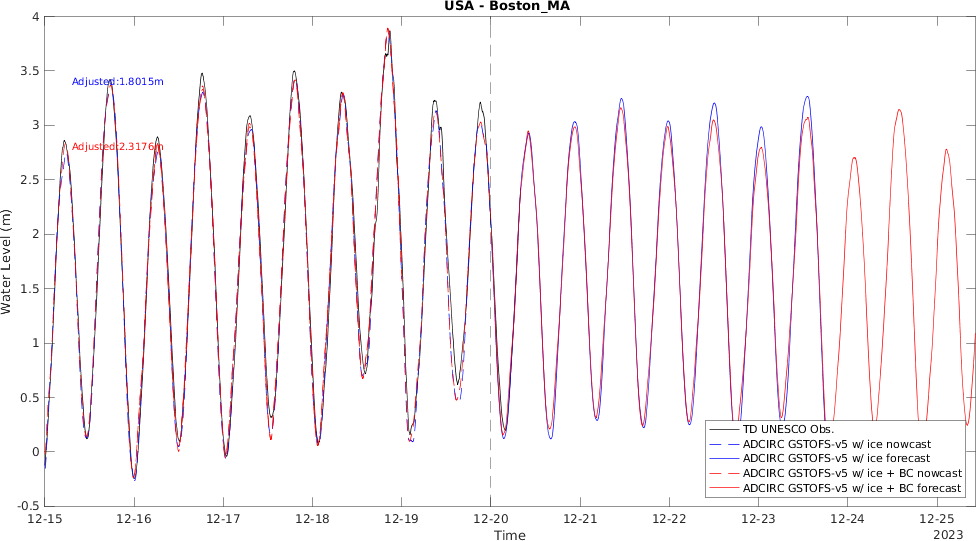 USA - Boston_MA
4
3.5
3
2.5
2
1.5
1
0.5
0
-0.5
Water Level (m)
Adjusted:1.8015m
Adjusted:2.3176m
TD UNESCO Obs.
ADCIRC GSTOFS-v5 w/ ice nowcast
ADCIRC GSTOFS-v5 w/ ice forecast
ADCIRC GSTOFS-v5 w/ ice + BC nowcast
ADCIRC GSTOFS-v5 w/ ice + BC forecast
12-15 12-16 12-17 12-18 12-19 12-20 12-21 12-22 12-23 12-24 12-25
Time
2023